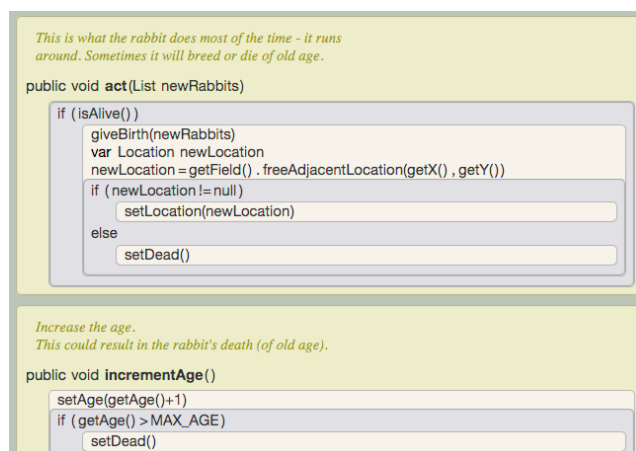 This is what the rabbit does most of the time - it runs
around. Sometimes it will breed or die of old age.
public void act(List newRabbits)
if (isAlive())
giveBirth(newRabbits)
var Location newLocation
newLocation = getField() . freeAdjacentLocation(getX() , getY())
if (newLocation != null)
setLocation(newLocation)
else
setDead()
Increase the age.
This could result in the rabbit's death (of old age).
public void incrementAge()
setAge(getAge()+1)
if (getAge() > MAX_AGE)
setDead()